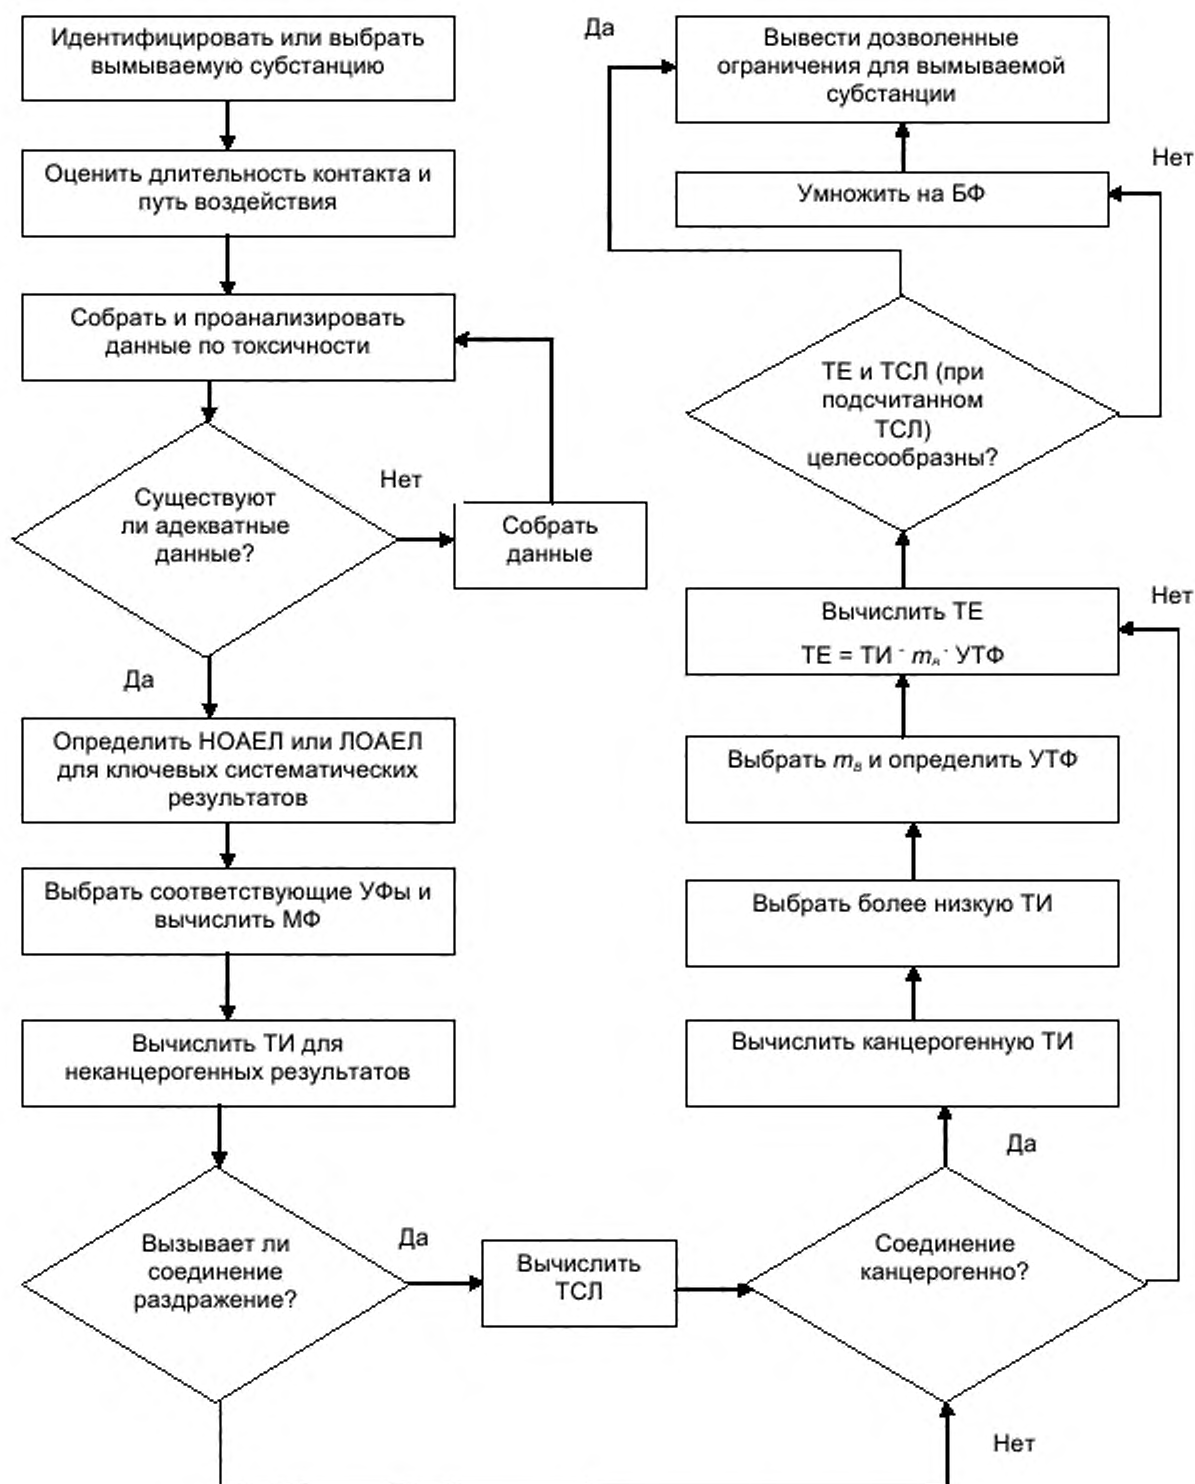 Идентифицировать или выбрать
вымываемую субстанцию
Оценить длительность контакта и
путь воздействия
Собрать и проанализировать
данные по токсичности
Существуют
ли адекватные
данные?
Нет
Собрать
данные
Да
Определить НОАЕЛ или ЛОАЕЛ
для ключевых систематических
результатов
Выбрать соответствующие УФы и
вычислить МФ
Вычислить ТИ для
неканцерогенных результатов
Вызывает ли
соединение
раздражение?
Да
Вычислить
ТСЛ
Соединение
канцерогенно?
Нет
Да
Вычислить канцерогенную ТИ
Выбрать более низкую ТИ
Выбрать mв и определить УТФ
Нет
Вычислить ТЕ
ТЕ = ТИ · mв · УТФ
ТЕ и ТСЛ (при
подсчитанном
ТСЛ)
целесообразны?
Нет
Умножить на БФ
Да
Вывести дозволенные
ограничения для вымываемой
субстанции